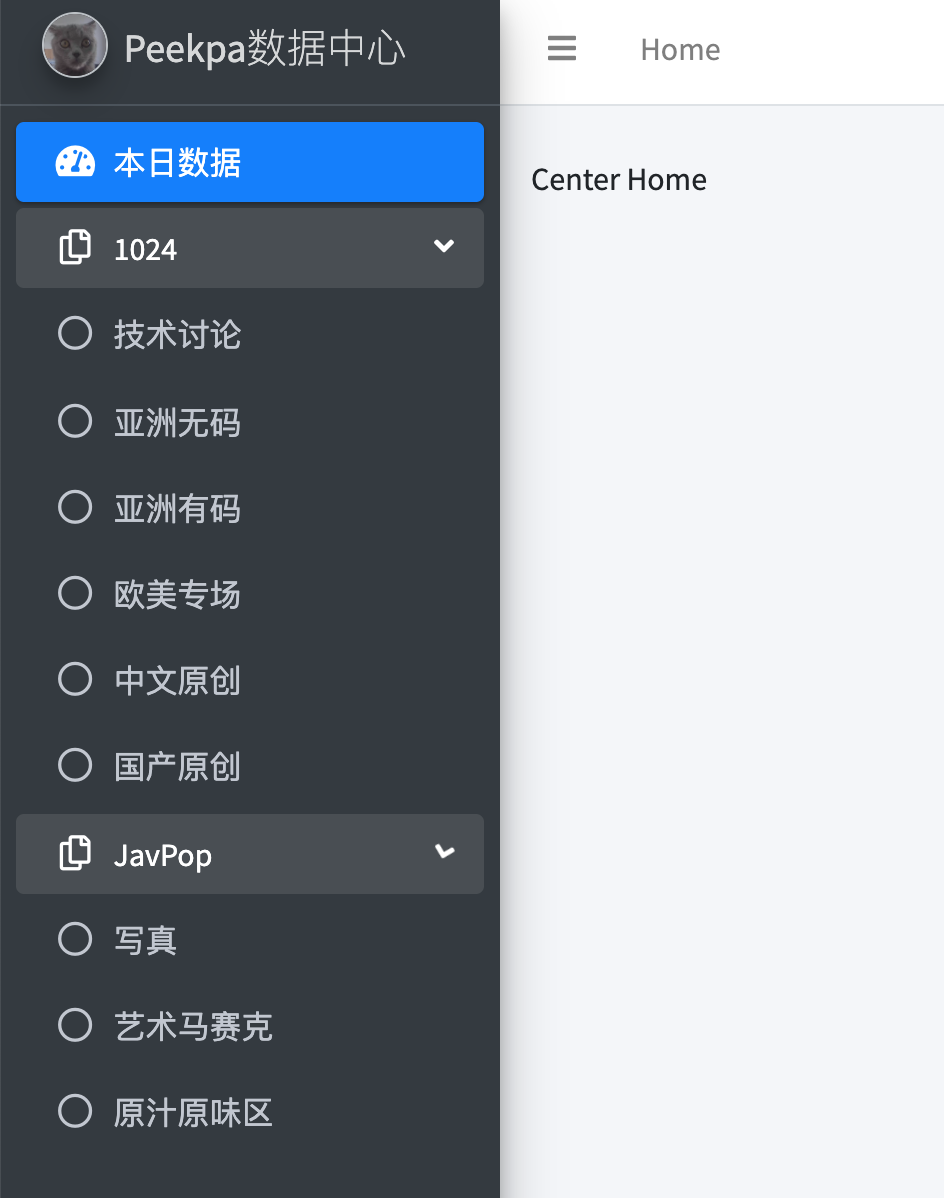 Peekpa数据中心
Home
本日数据
Center Home
1024
技术讨论
亚洲无码
亚洲有码
欧美专场
中文原创
国产原创
JavPop
写真
艺术马赛克
原汁原味区